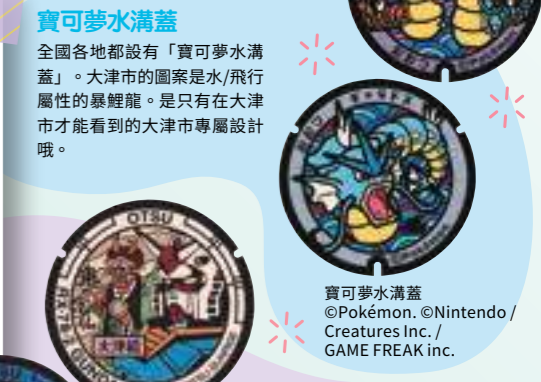 寶可夢水溝蓋
全國各地都設有「寶可夢水溝
蓋」。大津市的圖案是水/飛行
屬性的暴鯉龍。是只有在大津
市才能看到的大津市專屬設計
哦。
OTSU
大津絵
寶可夢水溝蓋
©Pokémon. ©Nintendo /
Creatures Inc. /
GAME FREAK inc.